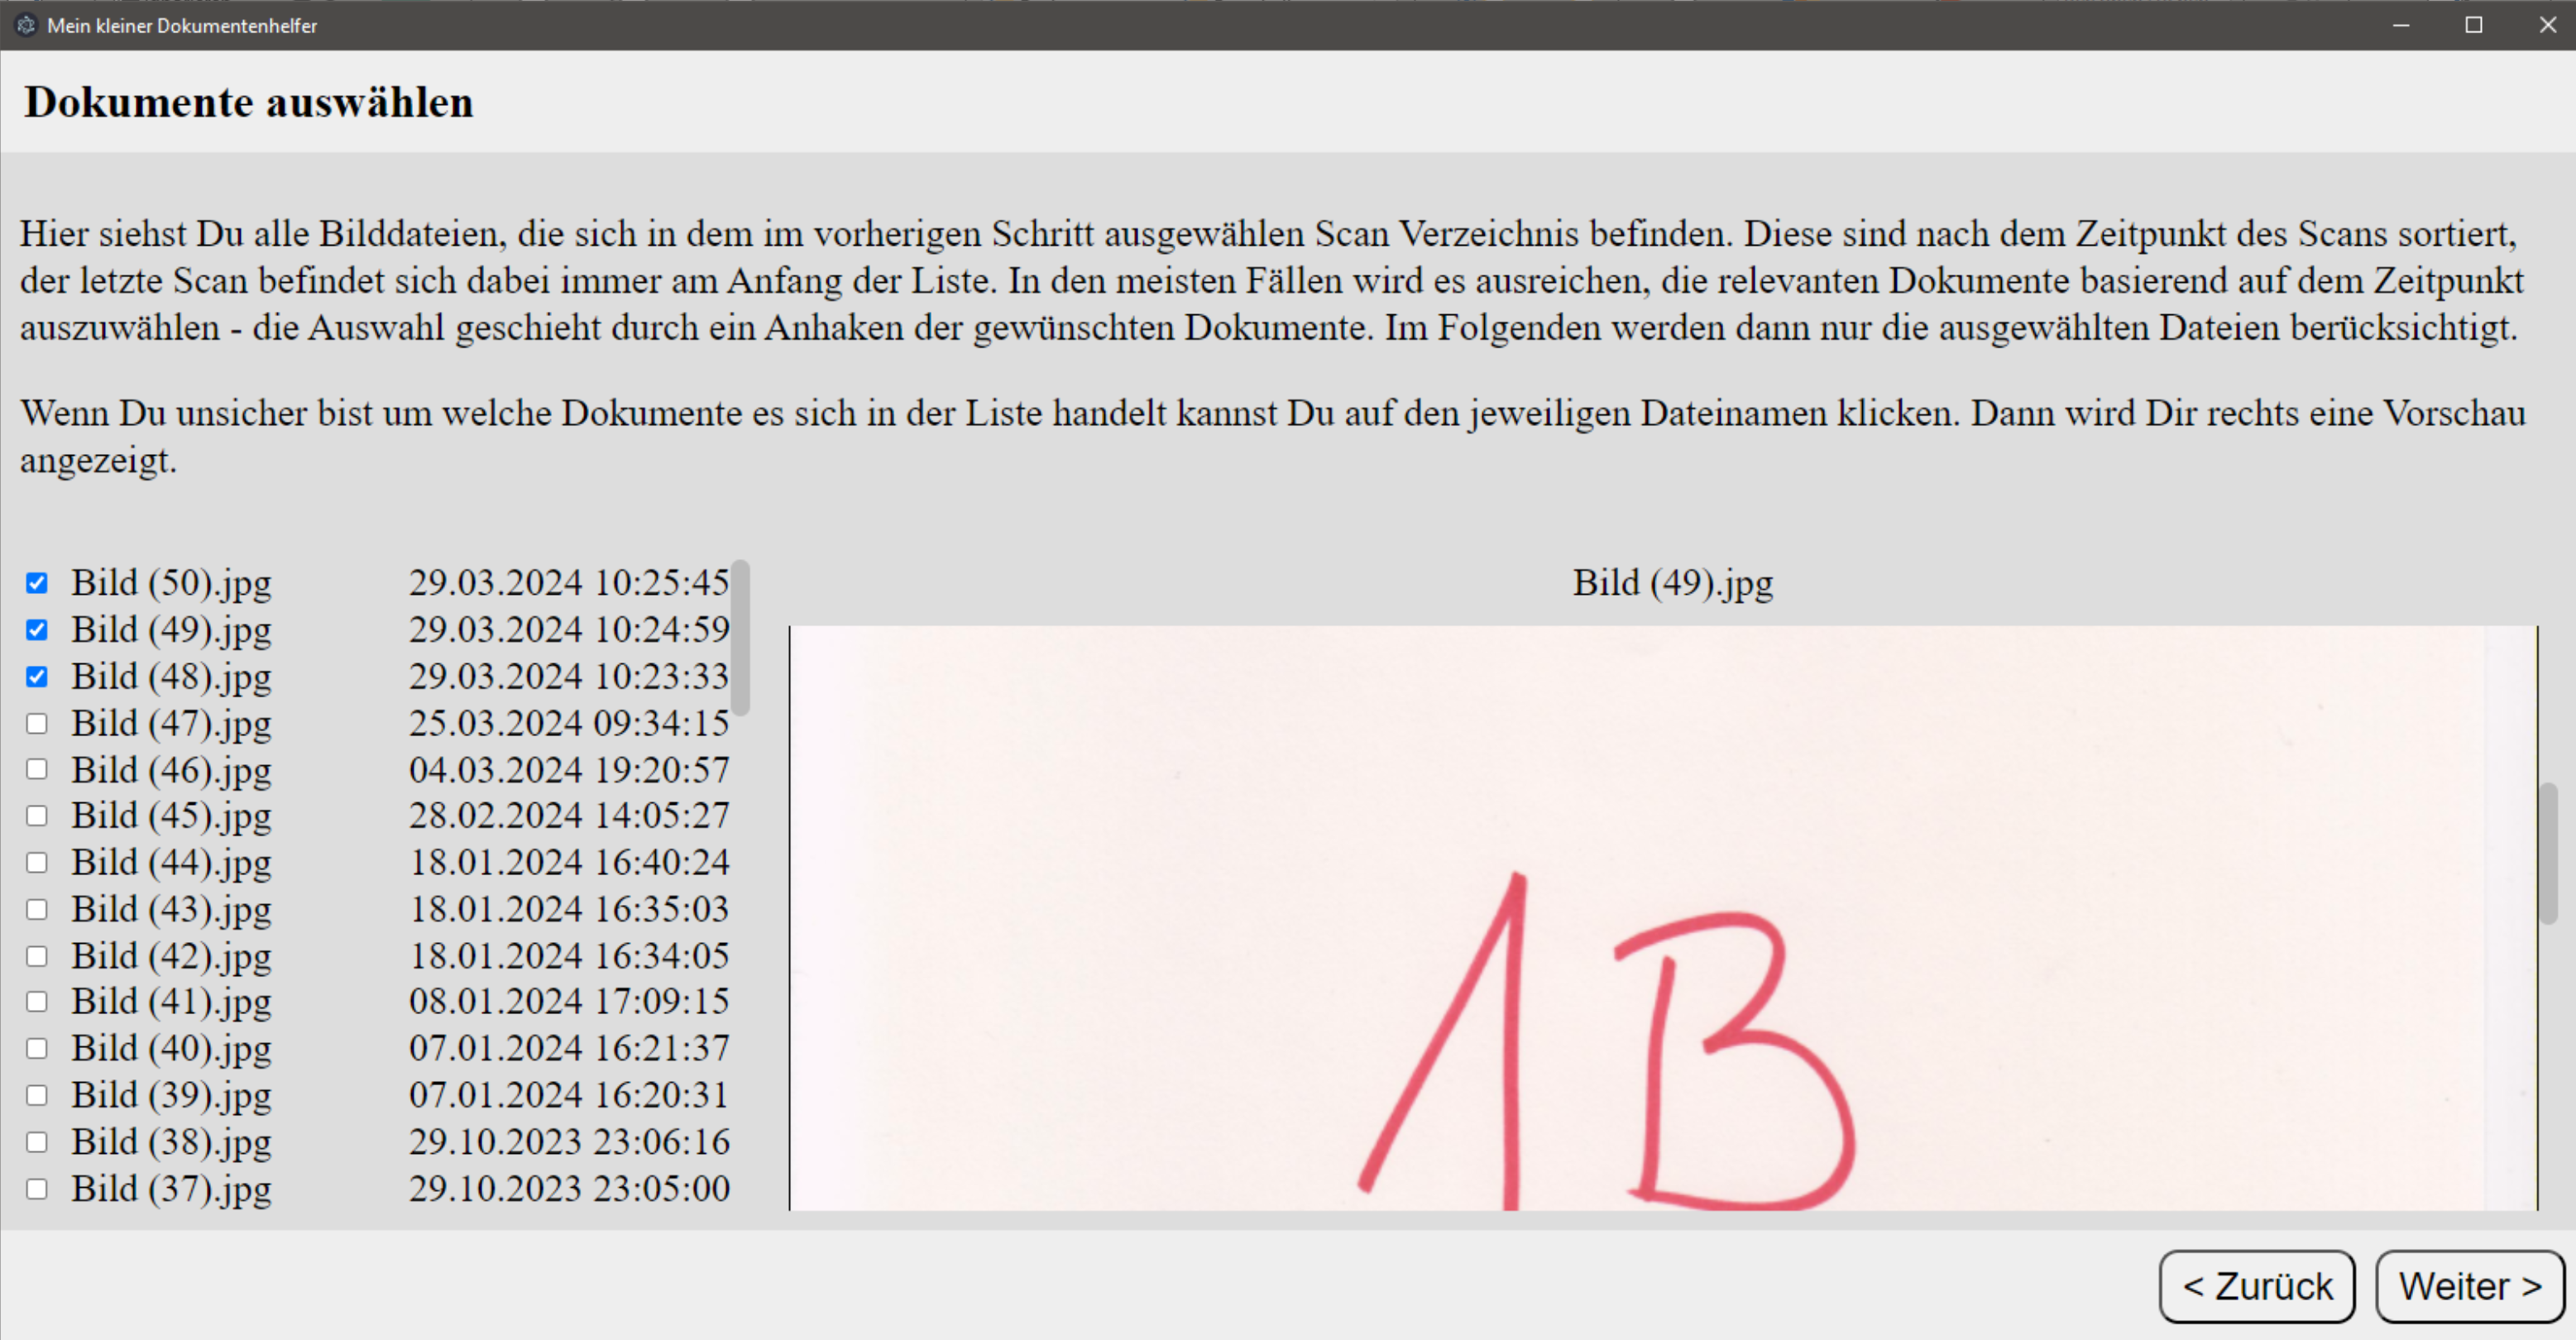 Mein kleiner Dokumentenhelfer
Dokumente auswählen
Hier siehst Du alle Bilddateien, die sich in dem im vorherigen Schritt ausgewählen Scan Verzeichnis befinden. Diese sind nach dem Zeitpunkt des Scans sortiert,
der letzte Scan befindet sich dabei immer am Anfang der Liste. In den meisten Fällen wird es ausreichen, die relevanten Dokumente basierend auf dem Zeitpunkt
auszuwählen - die Auswahl geschieht durch ein Anhaken der gewünschten Dokumente. Im Folgenden werden dann nur die ausgewählten Dateien berücksichtigt.
Wenn Du unsicher bist um welche Dokumente es sich in der Liste handelt kannst Du auf den jeweiligen Dateinamen klicken. Dann wird Dir rechts eine Vorschau
angezeigt.
Bild (50).jpg 29.03.2024 10:25:45
Bild (49).jpg 29.03.2024 10:24:59
Bild (48).jpg 29.03.2024 10:23:33
Bild (47).jpg 25.03.2024 09:34:15
Bild (46).jpg 04.03.2024 19:20:57
Bild (45).jpg 28.02.2024 14:05:27
Bild (44).jpg 18.01.2024 16:40:24
Bild (43).jpg 18.01.2024 16:35:03
Bild (42).jpg 18.01.2024 16:34:05
Bild (41).jpg 08.01.2024 17:09:15
Bild (40).jpg 07.01.2024 16:21:37
Bild (39).jpg 07.01.2024 16:20:31
Bild (38).jpg 29.10.2023 23:06:16
Bild (37).jpg 29.10.2023 23:05:00
Bild (49).jpg
1 B
< Zurück
Weiter >